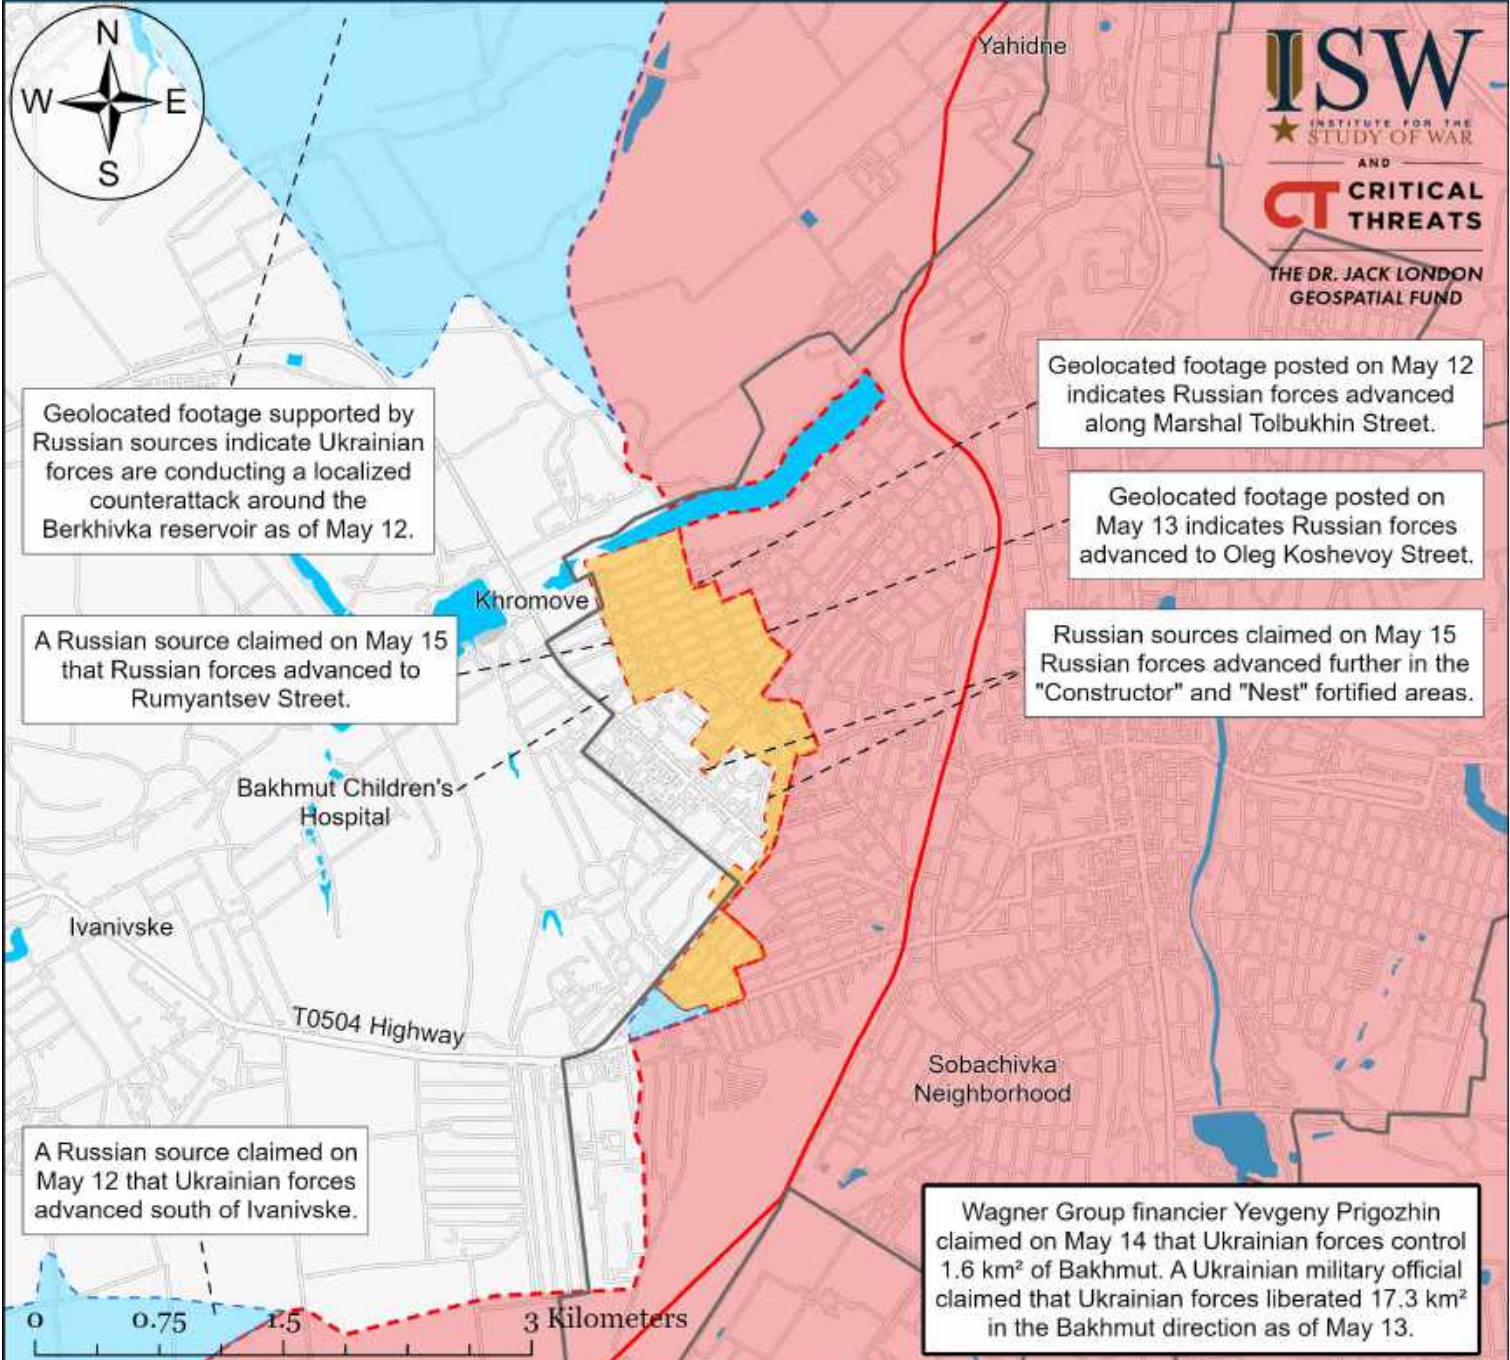 N
W E
S
Yahidne
ISW
INSTITUTE FOR THE
STUDY OF WAR
AND
CT CRITICAL
THREATS
THE DR. JACK LONDON
GEOSPATIAL FUND
Geolocated footage posted on May 12
indicates Russian forces advanced
along Marshal Tolbukhin Street.
Geolocated footage supported by
Russian sources indicate Ukrainian
forces are conducting a localized
counterattack around the
Berkhivka reservoir as of May 12.
Geolocated footage posted on
May 13 indicates Russian forces
advanced to Oleg Koshevoy Street.
Khromove
A Russian source claimed on May 15
that Russian forces advanced to
Rumyantsev Street.
Russian sources claimed on May 15
Russian forces advanced further in the
"Constructor" and "Nest" fortified areas.
Bakhmut Children's
Hospital
Ivanivske
T0504 Highway
Sobachivka
Neighborhood
A Russian source claimed on
May 12 that Ukrainian forces
advanced south of Ivanivske.
Wagner Group financier Yevgeny Prigozhin
claimed on May 14 that Ukrainian forces control
1.6 km² of Bakhmut. A Ukrainian military official
claimed that Ukrainian forces liberated 17.3 km²
in the Bakhmut direction as of May 13.
0 0.75 1.5 3 Kilometers